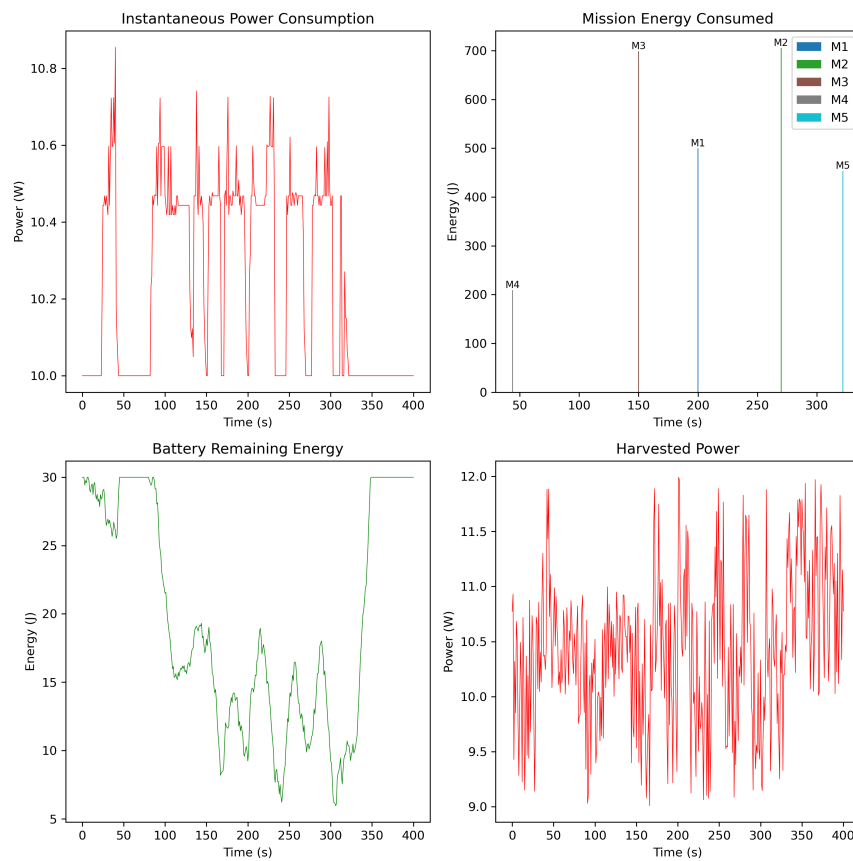 Instantaneous Power Consumption
Power (W)
10.8
10.6
10.4
10.2
10.0
0 50 100 150 200 250 300 350 400
Time (s)
Mission Energy Consumed
Energy (J)
700
600
500
400
300
200
100
0
M4
M3
M1
M2
M5
M1
M2
M3
M4
M5
50 100 150 200 250 300
Time (s)
Battery Remaining Energy
Energy (J)
30
25
20
15
10
5
0 50 100 150 200 250 300 350 400
Time (s)
Harvested Power
Power (W)
12.0
11.5
11.0
10.5
10.0
9.5
9.0
0 50 100 150 200 250 300 350 400
Time (s)